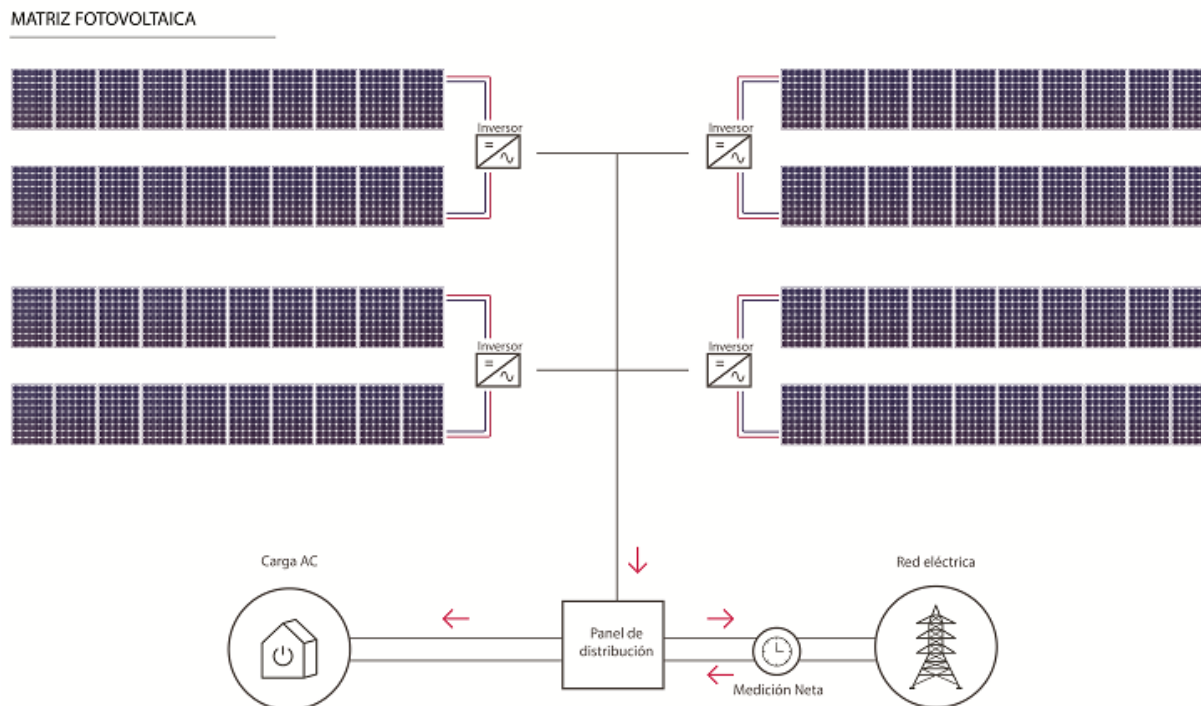 MATRIZ FOTOVOLTAICA
Inversor
Inversor
Inversor
Inversor
Carga AC
Red eléctrica
Panel de
distribución
Medición Neta